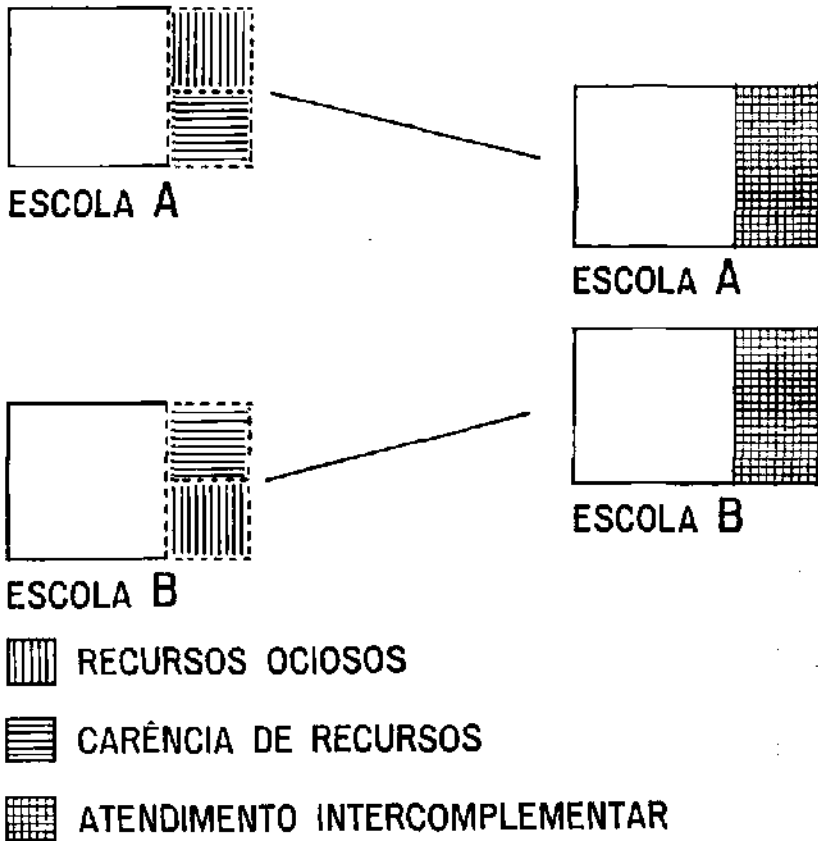 ESCOLA A
ESCOLA A
ESCOLA B
ESCOLA B
RECURSOS OCIOSOS
CARÊNCIA DE RECURSOS
ATENDIMENTO INTERCOMPLEMENTAR